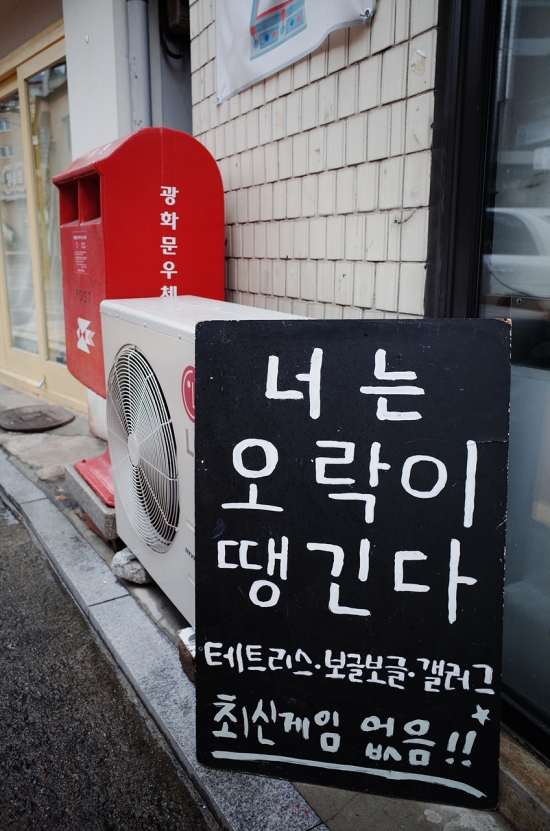 광화문우체
POST
너는
오락이
땡긴다
테트리스·보글보글·갤러그
최신게임 없음!!